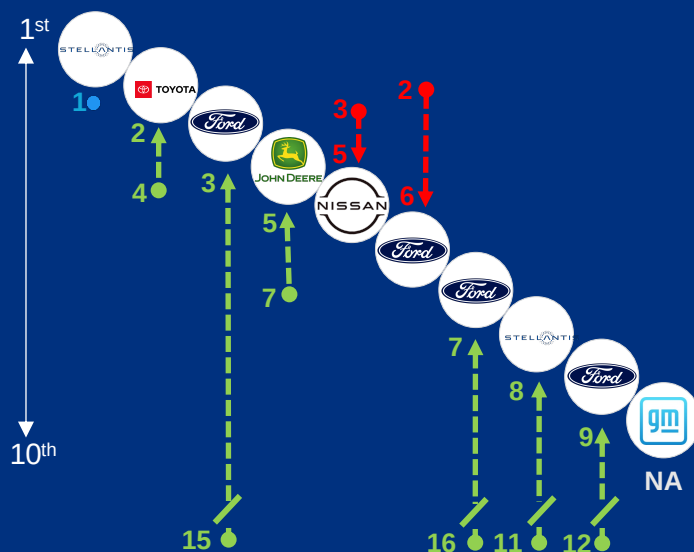 1st
STELLANTIS
1
TOYOTA
2
4
Ford
3
15
JOHN DEERE
5
7
3
5
NISSAN
2
6
Ford
Ford
7
16
STELLANTIS
8
11
Ford
9
12
gm
NA
10th